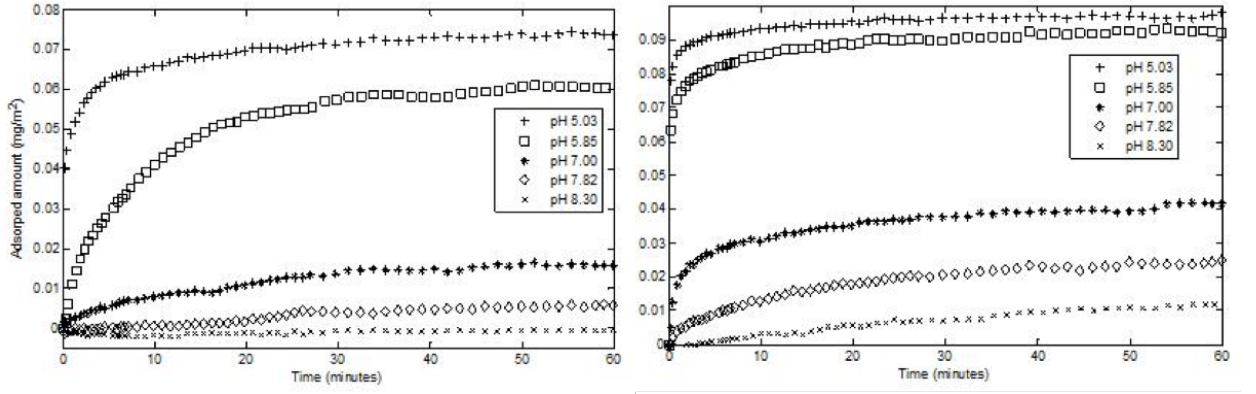 0.08
0.07
0.06
0.05
0.04
0.03
0.02
0.01
0
Adsorped amount (mg/m²)
pH 5.03
pH 5.85
pH 7.00
pH 7.82
pH 8.30
0 10 20 30 40 50 60
Time (minutes)
0.09
0.08
0.07
0.06
0.05
0.04
0.03
0.02
0.01
0
pH 5.03
pH 5.85
pH 7.00
pH 7.82
pH 8.30
0 10 20 30 40 50 60
Time (minutes)